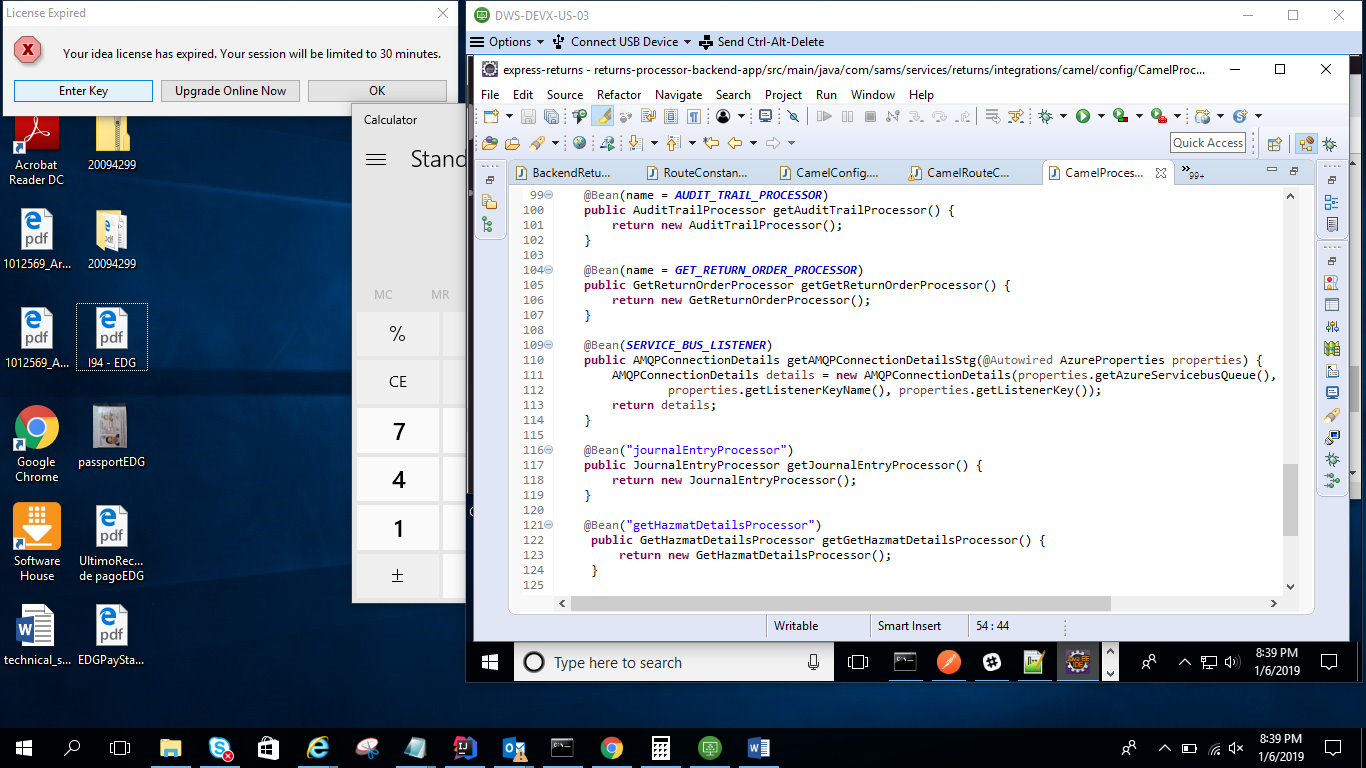 License Expired
Your idea license has expired. Your session will be limited to 30 minutes.
Enter Key
Upgrade Online Now
OK
Acrobat Reader DC
20094299
1012569_Ar...
20094299
1012569_A...
I94 - EDG
Google Chrome
passportEDG
Software House
UltimoRec... de pagoEDG
technical_s...
EDGPaySta...
Calculator
Stand
MC MR
%
CE
7
4
1
±
DWS-DEVX-US-03
Options Connect USB Device Send Ctrl-Alt-Delete
express-returns - returns-processor-backend-app/src/main/java/com/sams/services/returns/integrations/camel/config/CamelProc...
File Edit Source Refactor Navigate Search Project Run Window Help
Quick Access
BackendRetu... RouteConstan... CamelConfig.... CamelRouteC... CamelProces... »99+
99 @Bean(name = AUDIT_TRAIL_PROCESSOR)
100 public AuditTrailProcessor getAuditTrailProcessor() {
101 return new AuditTrailProcessor();
102 }
103
104 @Bean(name = GET_RETURN_ORDER_PROCESSOR)
105 public GetReturnOrderProcessor getGetReturnOrderProcessor() {
106 return new GetReturnOrderProcessor();
107 }
108
109 @Bean(SERVICE_BUS_LISTENER)
110 public AMQPConnectionDetails getAMQPConnectionDetailsStg(@Autowired AzureProperties properties) {
111 AMQPConnectionDetails details = new AMQPConnectionDetails(properties.getAzureServicebusQueue(),
112 properties.getListenerKeyName(), properties.getListenerKey());
113 return details;
114 }
115
116 @Bean("journalEntryProcessor")
117 public JournalEntryProcessor getJournalEntryProcessor() {
118 return new JournalEntryProcessor();
119 }
120
121 @Bean("getHazmatDetailsProcessor")
122 public GetHazmatDetailsProcessor getGetHazmatDetailsProcessor() {
123 return new GetHazmatDetailsProcessor();
124 }
125
Writable Smart Insert 54 : 44
Type here to search
8:39 PM
1/6/2019
8:39 PM
1/6/2019